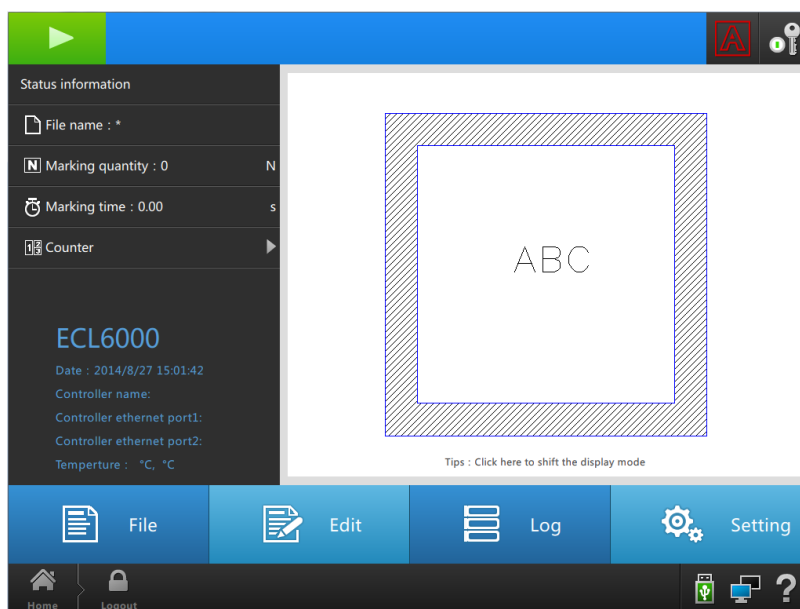 A
Status information
File name : *
N Marking quantity : 0 N
Marking time : 0.00 s
123 Counter
ECL6000
Date : 2014/8/27 15:01:42
Controller name:
Controller ethernet port1:
Controller ethernet port2:
Temperture : °C, °C
ABC
Tips : Click here to shift the display mode
File
Edit
Log
Setting
Home
Logout
?